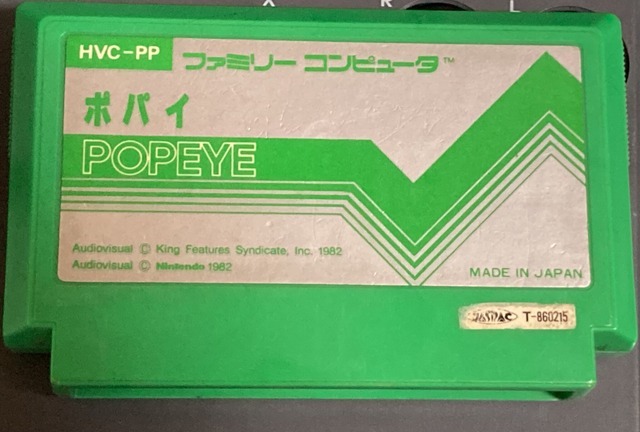 HVC-PP ファミリー コンピュータ™
ポパイ
POPEYE
Audiovisual © King Features Syndicate, Inc. 1982
Audiovisual © Nintendo 1982
MADE IN JAPAN
JASRAC T-860215